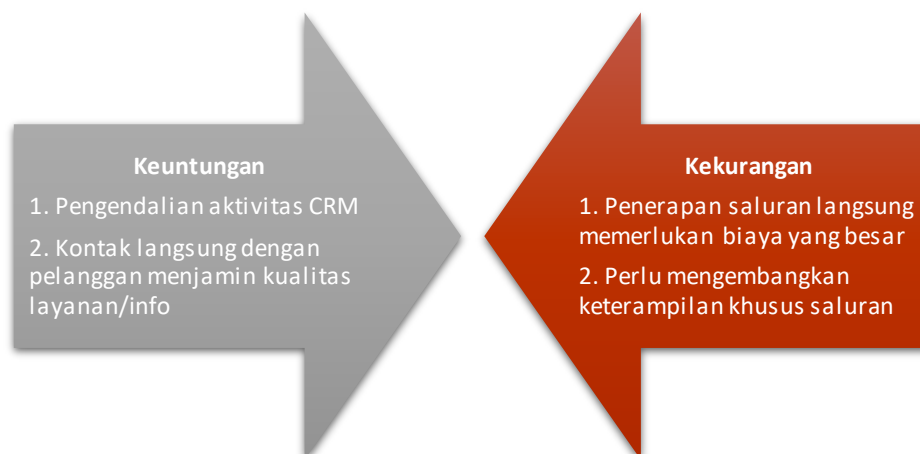 Keuntungan
1. Pengendalian aktivitas CRM
2. Kontak langsung dengan
pelanggan menjamin kualitas
layanan/info
Kekurangan
1. Penerapan saluran langsung
memerlukan biaya yang besar
2. Perlu mengembangkan
keterampilan khusus saluran